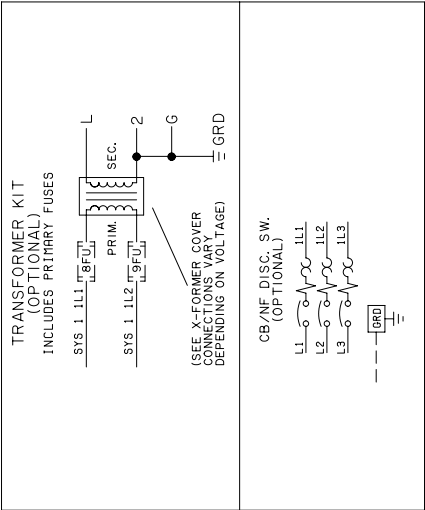 TRANSFORMER KIT
(OPTIONAL)
INCLUDES PRIMARY FUSES
SYS 1 1L1
8FU
L
PRIM.
SEC.
SYS 1 1L2
9FU
2
G
GRD
(SEE X-FORMER COVER
CONNECTIONS VARY
DEPENDING ON VOLTAGE)
CB/NF DISC. SW.
(OPTIONAL)
L1
1L1
L2
1L2
L3
1L3
GRD